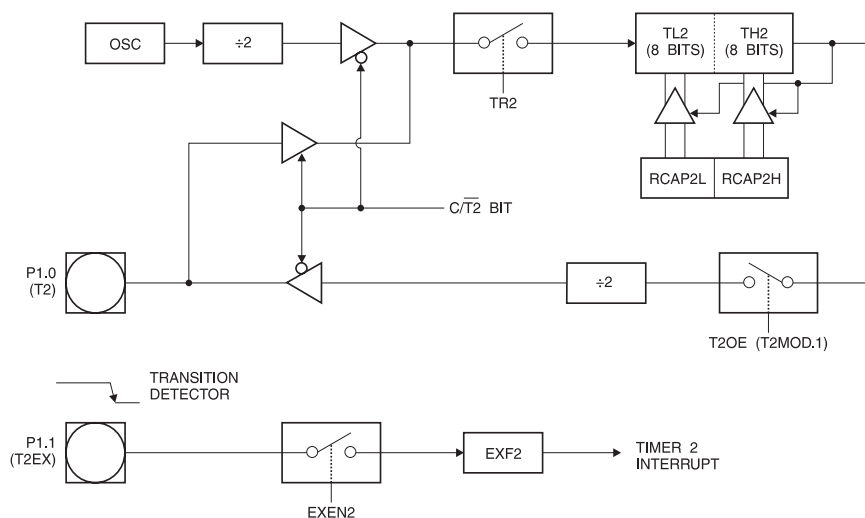 OSC
÷2
TR2
TL2
(8 BITS)
TH2
(8 BITS)
RCAP2L
RCAP2H
C/T̅2̅ BIT
P1.0
(T2)
÷2
T2OE (T2MOD.1)
TRANSITION
DETECTOR
P1.1
(T2EX)
EXEN2
EXF2
TIMER 2
INTERRUPT